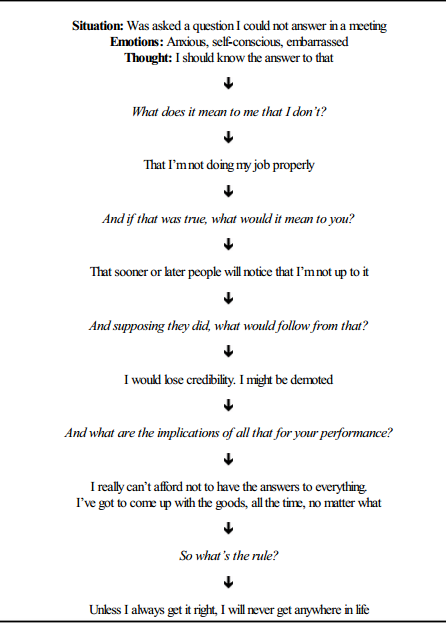 Situation: Was asked a question I could not answer in a meeting
Emotions: Anxious, self-conscious, embarrassed
Thought: I should know the answer to that
What does it mean to me that I don't?
That I'm not doing my job properly
And if that was true, what would it mean to you?
That sooner or later people will notice that I'm not up to it
And supposing they did, what would follow from that?
I would lose credibility. I might be demoted
And what are the implications of all that for your performance?
I really can't afford not to have the answers to everything.
I've got to come up with the goods, all the time, no matter what
So what's the rule?
Unless I always get it right, I will never get anywhere in life